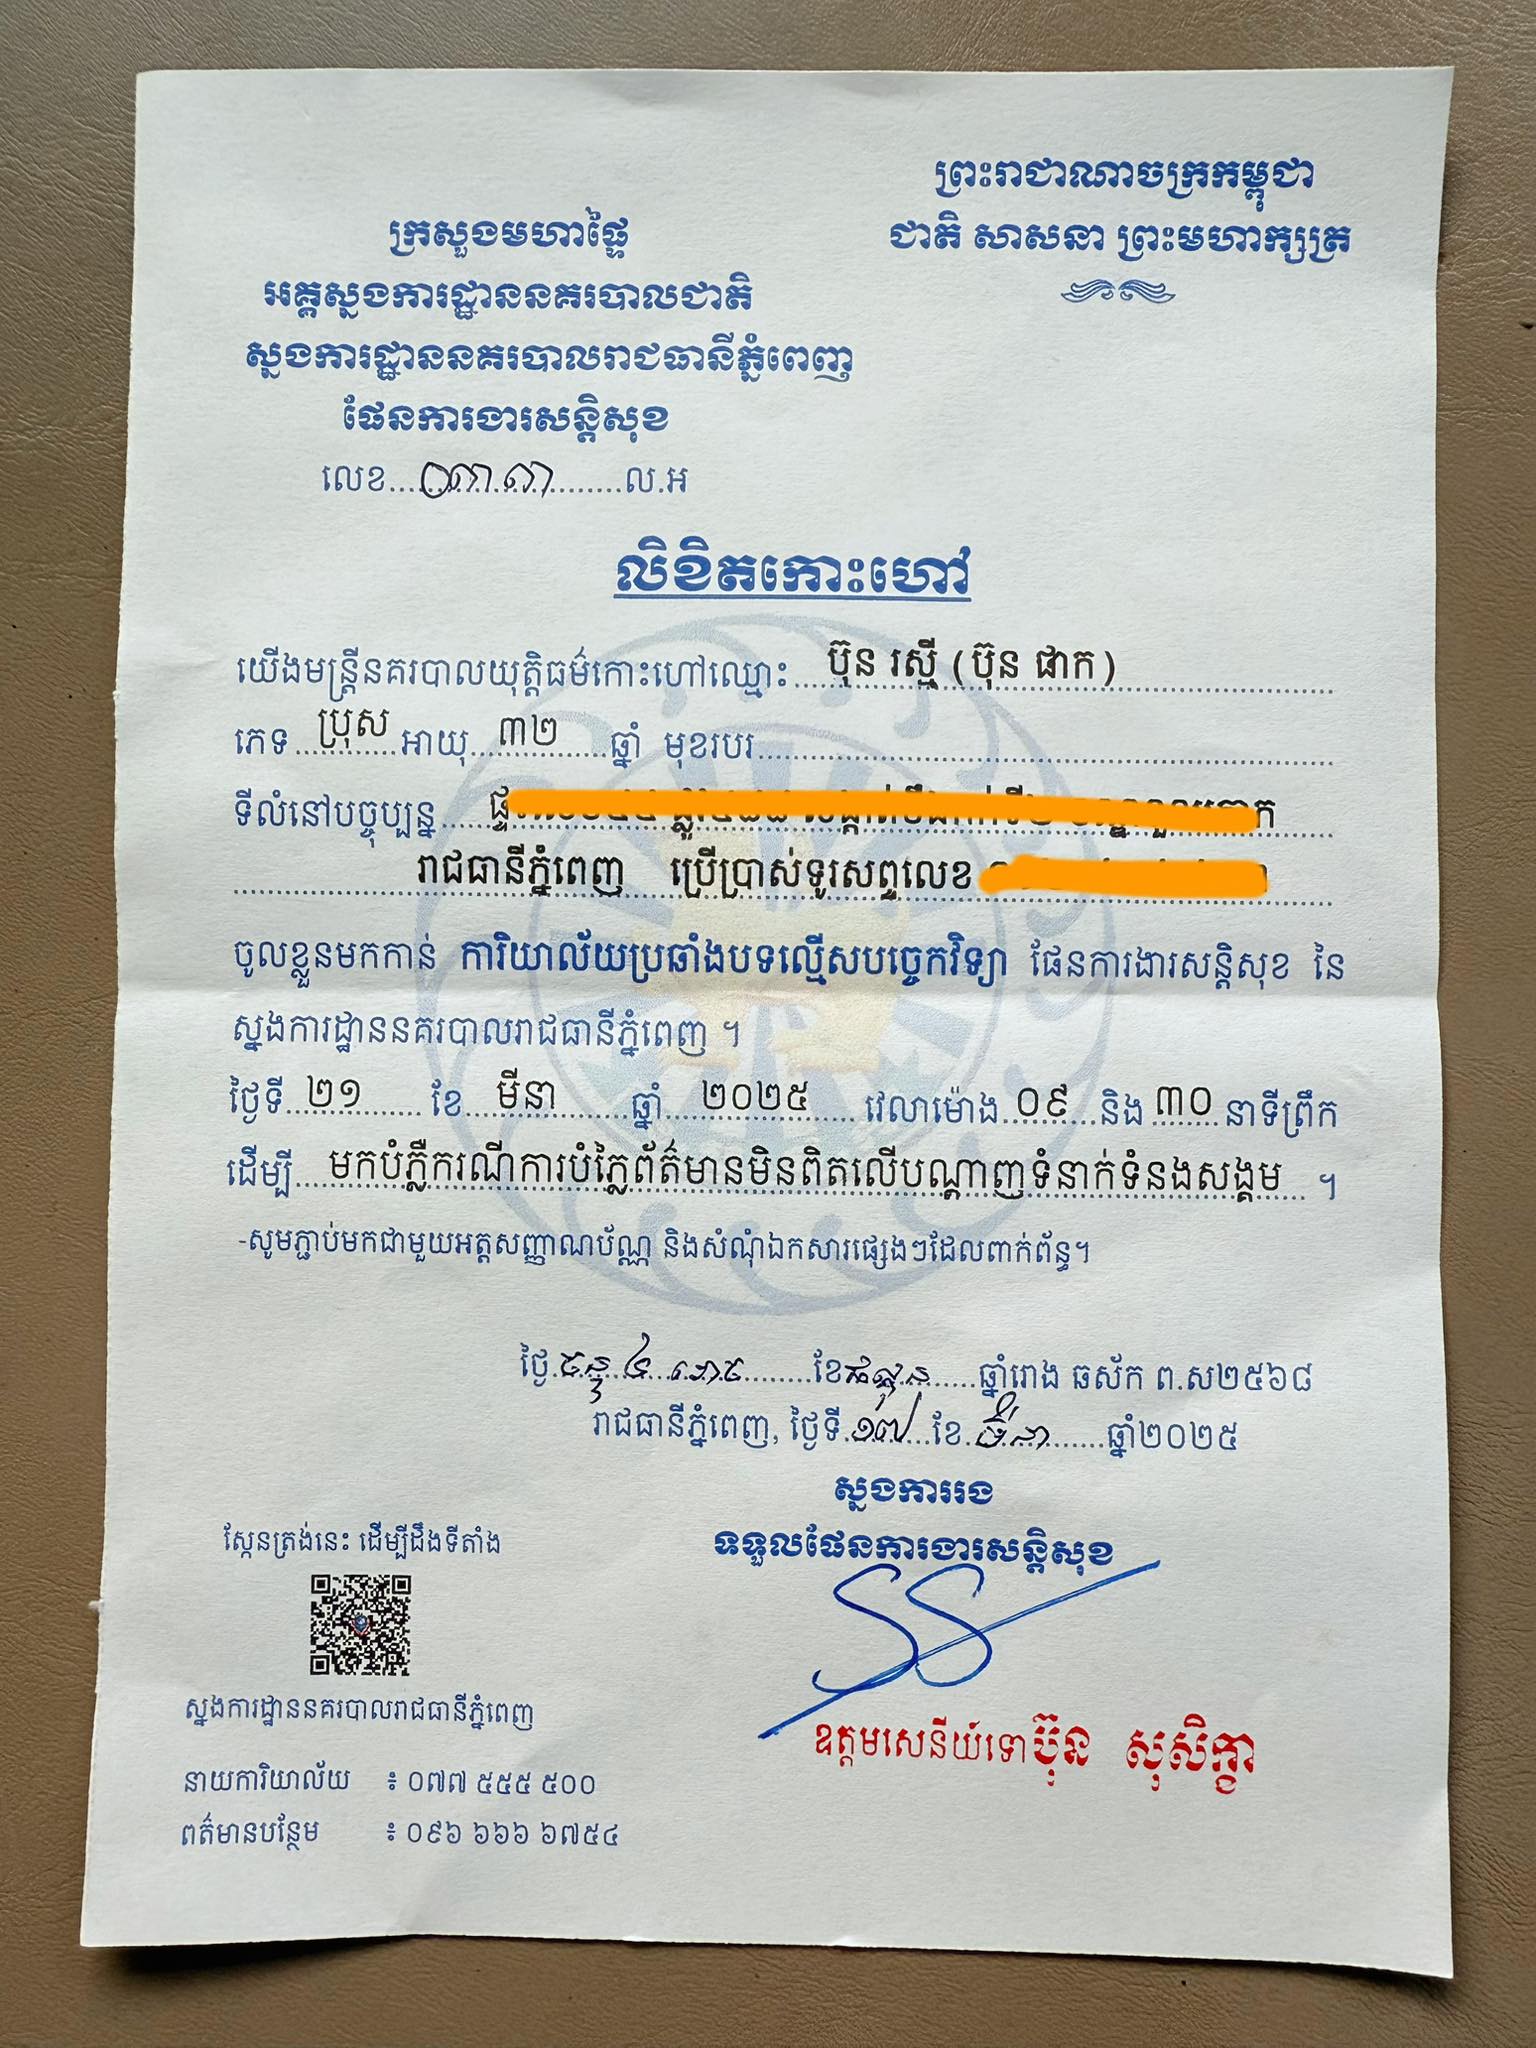 ព្រះរាជាណាចក្រកម្ពុជា
ជាតិ សាសនា ព្រះមហាក្សត្រ
ក្រសួងមហាផ្ទៃ
អគ្គស្នងការដ្ឋាននគរបាលជាតិ
ស្នងការដ្ឋាននគរបាលរាជធានីភ្នំពេញ
ផែនការងារសន្តិសុខ
លេខ............ល.អ
លិខិតកោះហៅ
យើងមន្ត្រីនគរបាលយុត្តិធម៌កោះហៅឈ្មោះ ប៊ុន រស្មី (ប៊ុន ផាក)
ភេទ ប្រុស អាយុ ៣២ ឆ្នាំ មុខរបរ
ទីលំនៅបច្ចុប្បន្ន
រាជធានីភ្នំពេញ ប្រើប្រាស់ទូរសព្ទលេខ
ចូលខ្លួនមកកាន់ ការិយាល័យប្រឆាំងបទល្មើសបច្ចេកវិទ្យា ផែនការងារសន្តិសុខ នៃ
ស្នងការដ្ឋាននគរបាលរាជធានីភ្នំពេញ ។
ថ្ងៃទី ២១ ខែ មីនា ឆ្នាំ ២០២៥ វេលាម៉ោង ០៩ និង ៣០ នាទីព្រឹក
ដើម្បី មកបំភ្លឺករណីការបំភ្លៃព័ត៌មានមិនពិតលើបណ្តាញទំនាក់ទំនងសង្គម ។
-សូមភ្ជាប់មកជាមួយអត្តសញ្ញាណប័ណ្ណ និងសំណុំឯកសារផ្សេងៗដែលពាក់ព័ន្ធ។
ថ្ងៃ ខែ ផល្គុន ឆ្នាំរោង ឆស័ក ព.ស២៥៦៨
រាជធានីភ្នំពេញ, ថ្ងៃទី ១៧ ខែ មីនា ឆ្នាំ២០២៥
ស្នងការរង
ទទួលផែនការងារសន្តិសុខ
ឧត្តមសេនីយ៍ទោ ប៊ុន សុសិក្ខា
ស្កែនត្រង់នេះ ដើម្បីដឹងទីតាំង
ស្នងការដ្ឋាននគរបាលរាជធានីភ្នំពេញ
នាយការិយាល័យ ៖ ០៧៧ ៥៥៥ ៥០០
ពត៌មានបន្ថែម ៖ ០៩៦ ៦៦៦ ៦៧៥៤